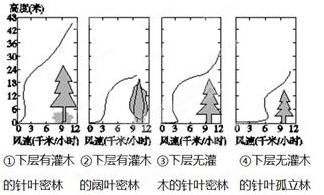 高度(米)
48
42
36
30
24
18
12
6
0
0 3 6 9 12 0 3 6 9 12 0 3 6 9 12 0 3 6 9 12
风速(千米/小时) 风速(千米/小时) 风速(千米/小时) 风速(千米/小时)
①下层有灌木 ②下层有灌木 ③下层无灌 ④下层无灌木
的针叶密林 的阔叶密林 木的针叶密林 的针叶孤立林